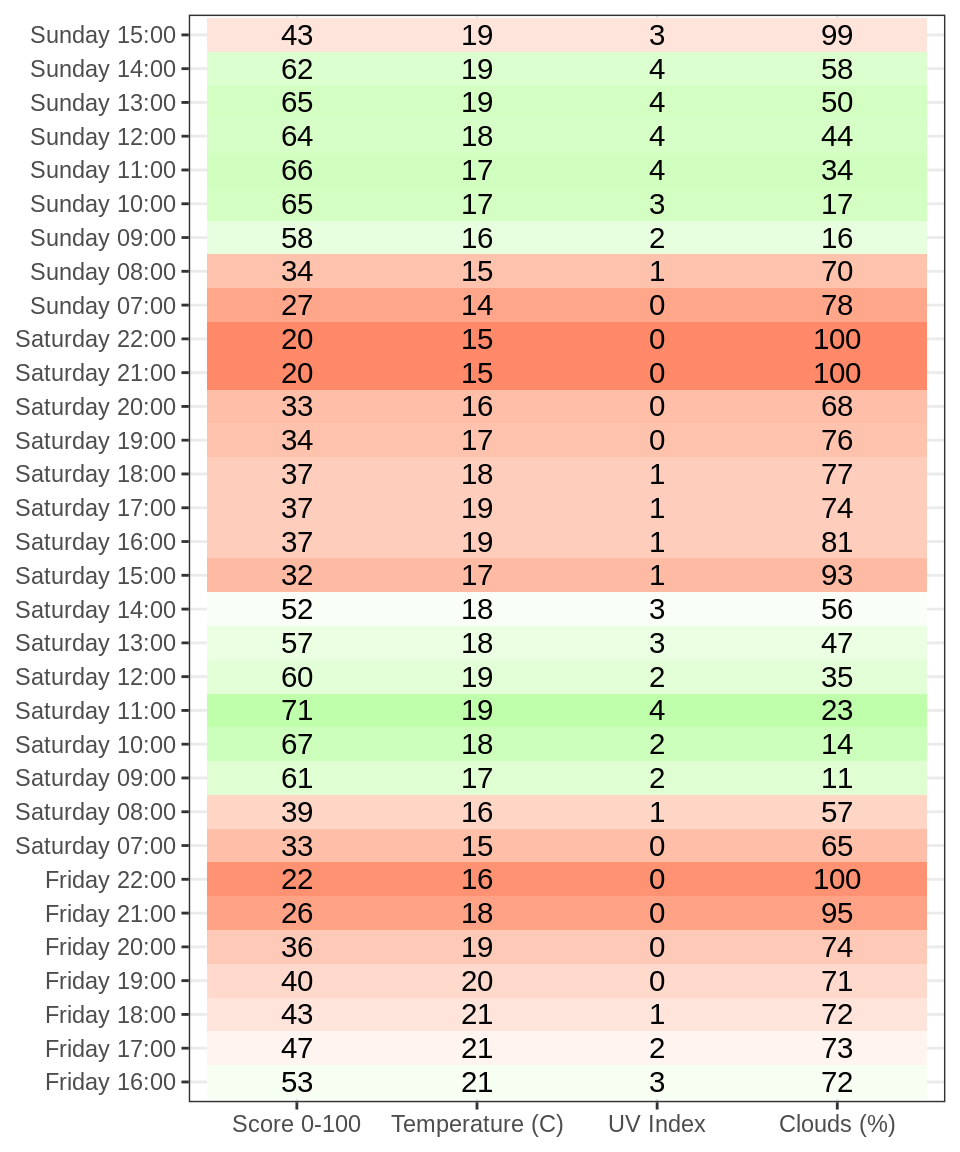 Sunday 15:00 43 19 3 99
Sunday 14:00 62 19 4 58
Sunday 13:00 65 19 4 50
Sunday 12:00 64 18 4 44
Sunday 11:00 66 17 4 34
Sunday 10:00 65 17 3 17
Sunday 09:00 58 16 2 16
Sunday 08:00 34 15 1 70
Sunday 07:00 27 14 0 78
Saturday 22:00 20 15 0 100
Saturday 21:00 20 15 0 100
Saturday 20:00 33 16 0 68
Saturday 19:00 34 17 0 76
Saturday 18:00 37 18 1 77
Saturday 17:00 37 19 1 74
Saturday 16:00 37 19 1 81
Saturday 15:00 32 17 1 93
Saturday 14:00 52 18 3 56
Saturday 13:00 57 18 3 47
Saturday 12:00 60 19 2 35
Saturday 11:00 71 19 4 23
Saturday 10:00 67 18 2 14
Saturday 09:00 61 17 2 11
Saturday 08:00 39 16 1 57
Saturday 07:00 33 15 0 65
Friday 22:00 22 16 0 100
Friday 21:00 26 18 0 95
Friday 20:00 36 19 0 74
Friday 19:00 40 20 0 71
Friday 18:00 43 21 1 72
Friday 17:00 47 21 2 73
Friday 16:00 53 21 3 72
Score 0-100 Temperature (C) UV Index Clouds (%)